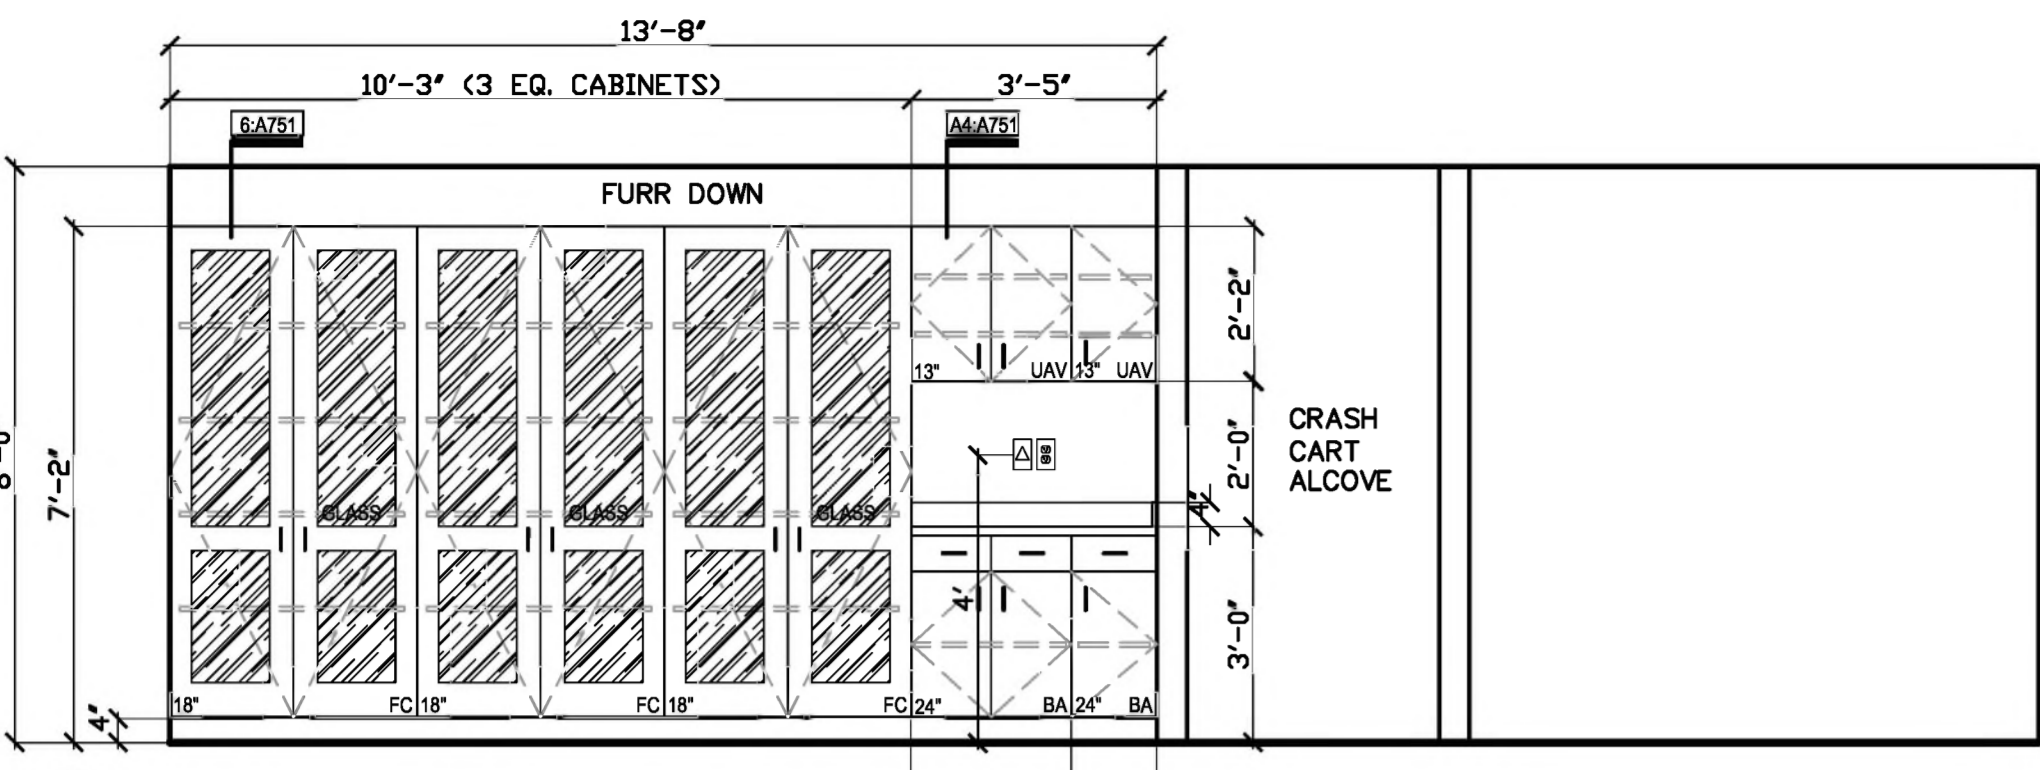 13'-8"
10'-3" (3 EQ. CABINETS)
3'-5"
6:A751
A4:A751
FURR DOWN
2'-2"
13" UAV 13" UAV
CRASH
CART
ALCOVE
7'-2"
2'-0"
GLASS GLASS GLASS
4"
4'
3'-0"
18" FC 18" FC 18" FC 24" BA 24" BA
4"